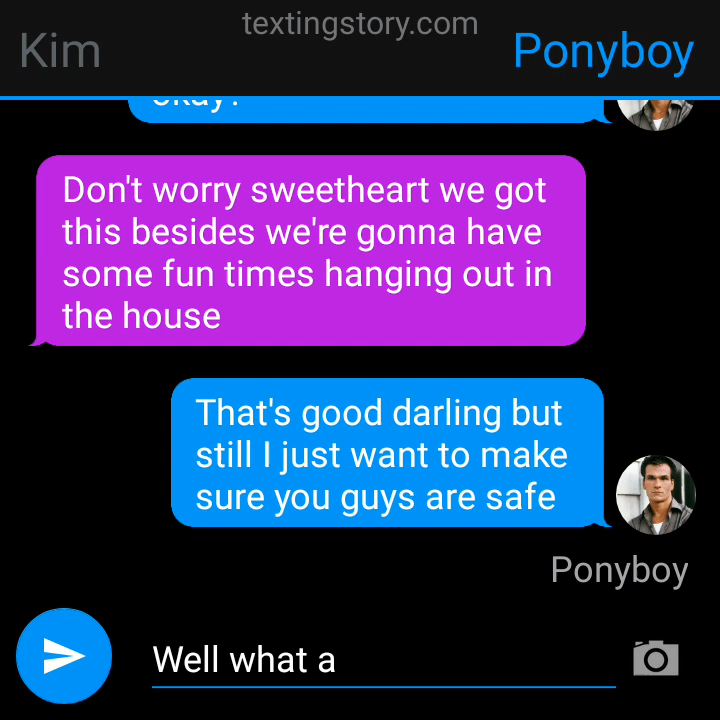 textingstory.com
Kim
Ponyboy
okay?
Don't worry sweetheart we got
this besides we're gonna have
some fun times hanging out in
the house
That's good darling but
still I just want to make
sure you guys are safe
Ponyboy
Well what a